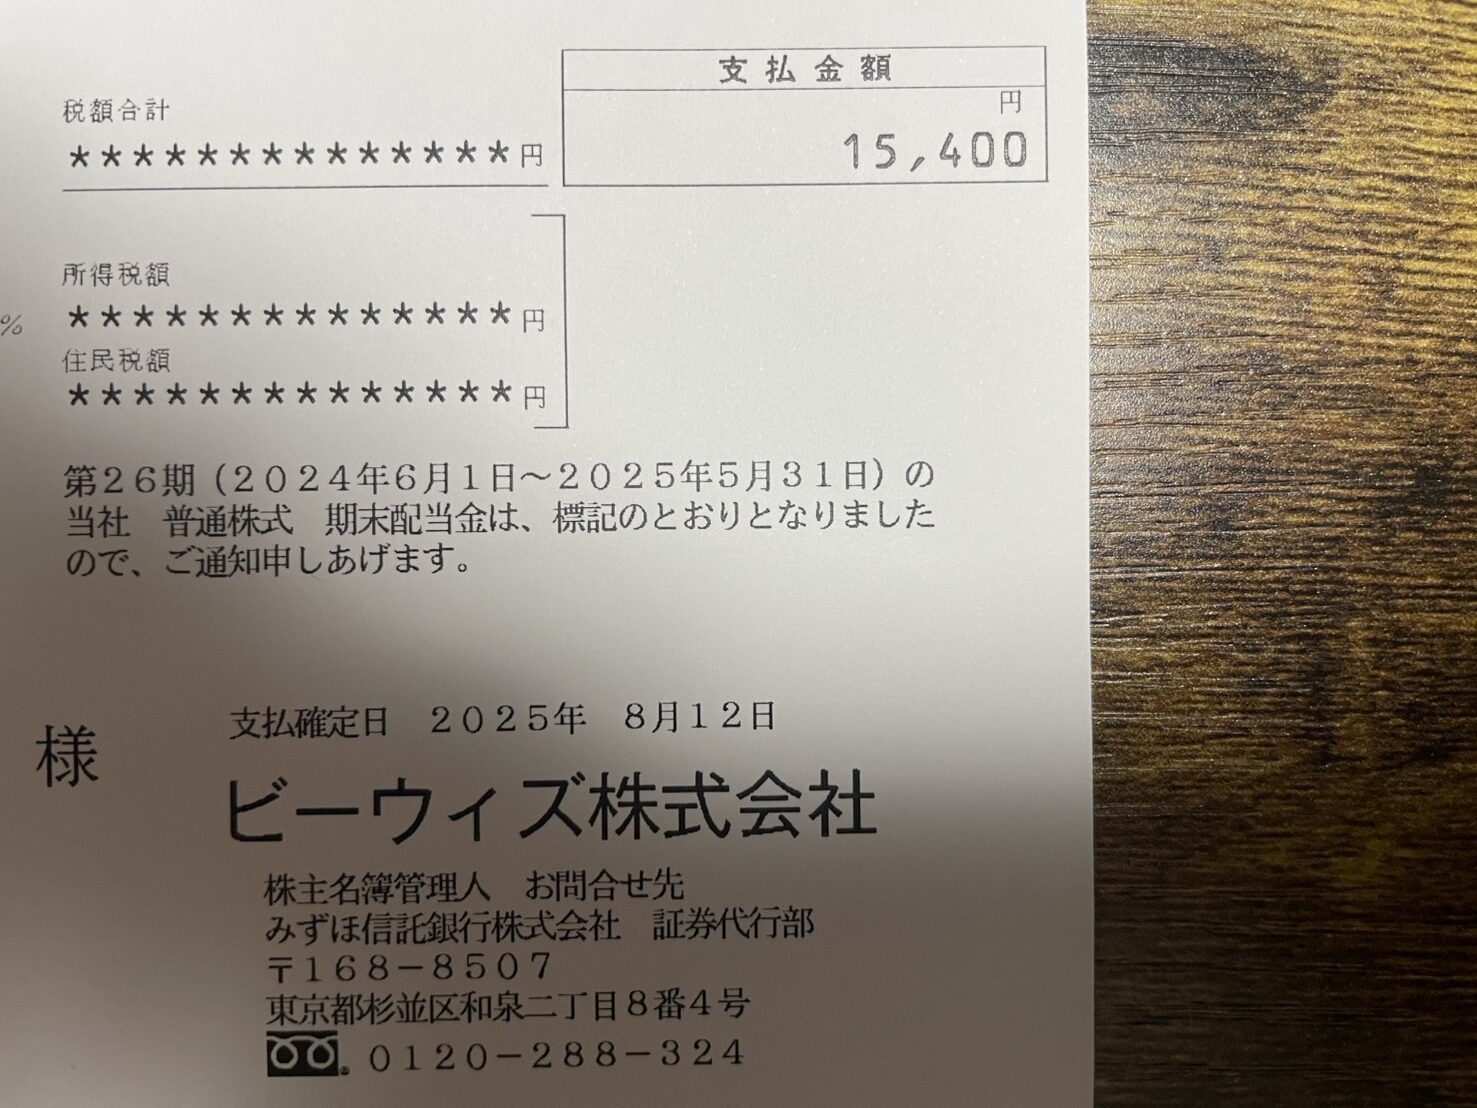 支払金額
円
15,400
税額合計
**************円
所得税額
**************円
%
住民税額
**************円
第26期（2024年6月1日～2025年5月31日）の
当社　普通株式　期末配当金は、標記のとおりとなりました
ので、ご通知申しあげます。
支払確定日　2025年　8月12日
様
ビーウィズ株式会社
株主名簿管理人　お問合せ先
みずほ信託銀行株式会社　証券代行部
〒168－8507
東京都杉並区和泉二丁目8番4号
0120－288－324